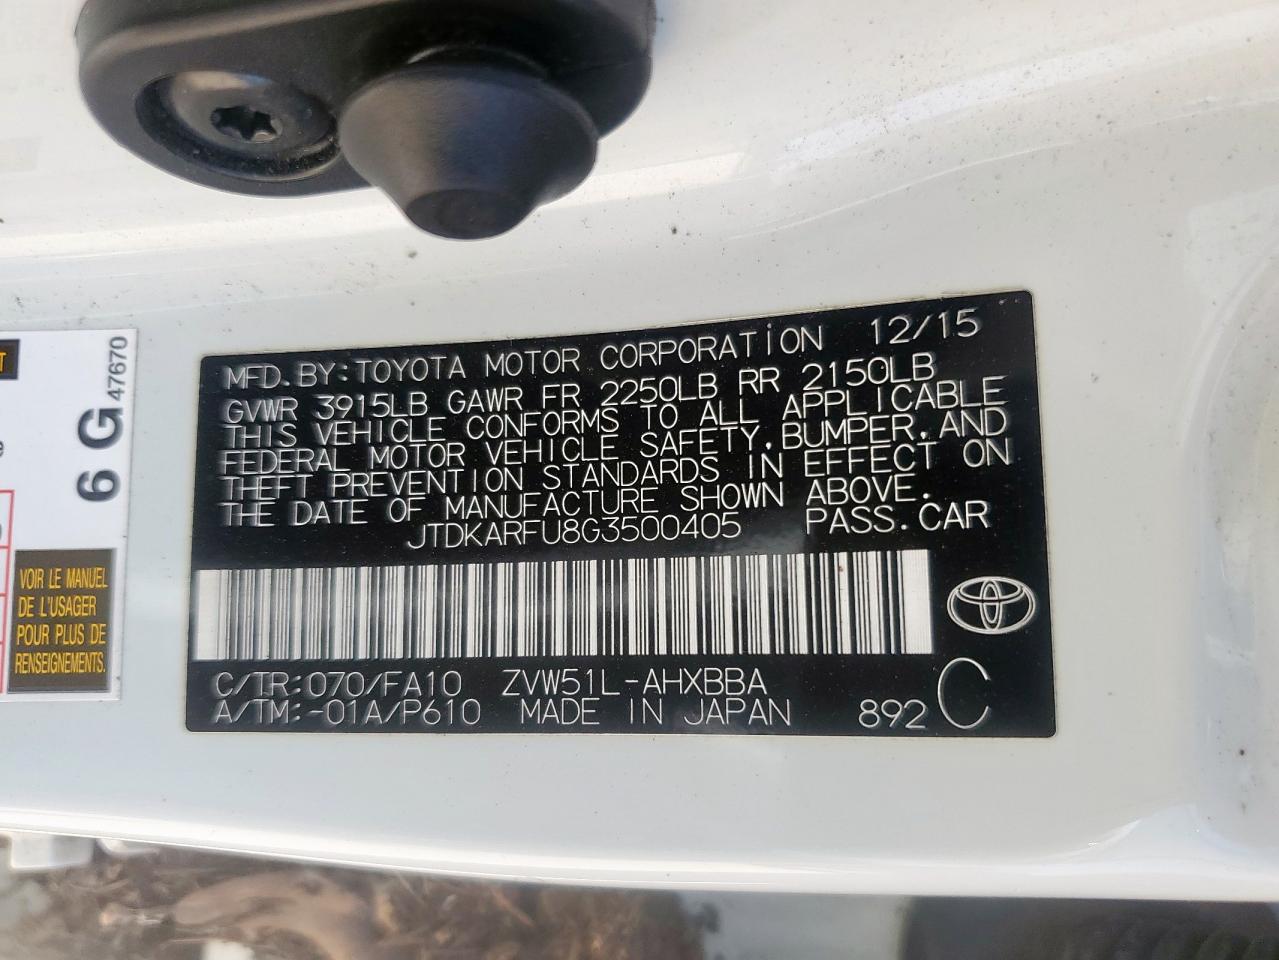 MFD.BY:TOYOTA MOTOR CORPORATION 12/15
GVWR 3915LB GAWR FR 2250LB RR 2150LB
THIS VEHICLE CONFORMS TO ALL APPLICABLE
FEDERAL MOTOR VEHICLE SAFETY,BUMPER,AND
THEFT PREVENTION STANDARDS IN EFFECT ON
THE DATE OF MANUFACTURE SHOWN ABOVE.
JTDKARFU8G3500405 PASS.CAR
C/TR:070/FA10 ZVW51L-AHXBBA
A/TM:-01A/P610 MADE IN JAPAN 892 C
6 G 47670
VOIR LE MANUEL
DE L'USAGER
POUR PLUS DE
RENSEIGNEMENTS.